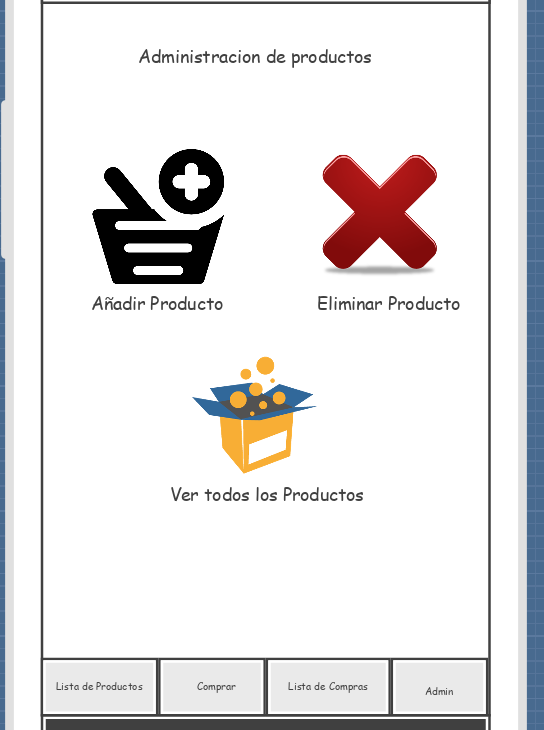 Administracion de productos
Añadir Producto
Eliminar Producto
Ver todos los Productos
Lista de Productos
Comprar
Lista de Compras
Admin